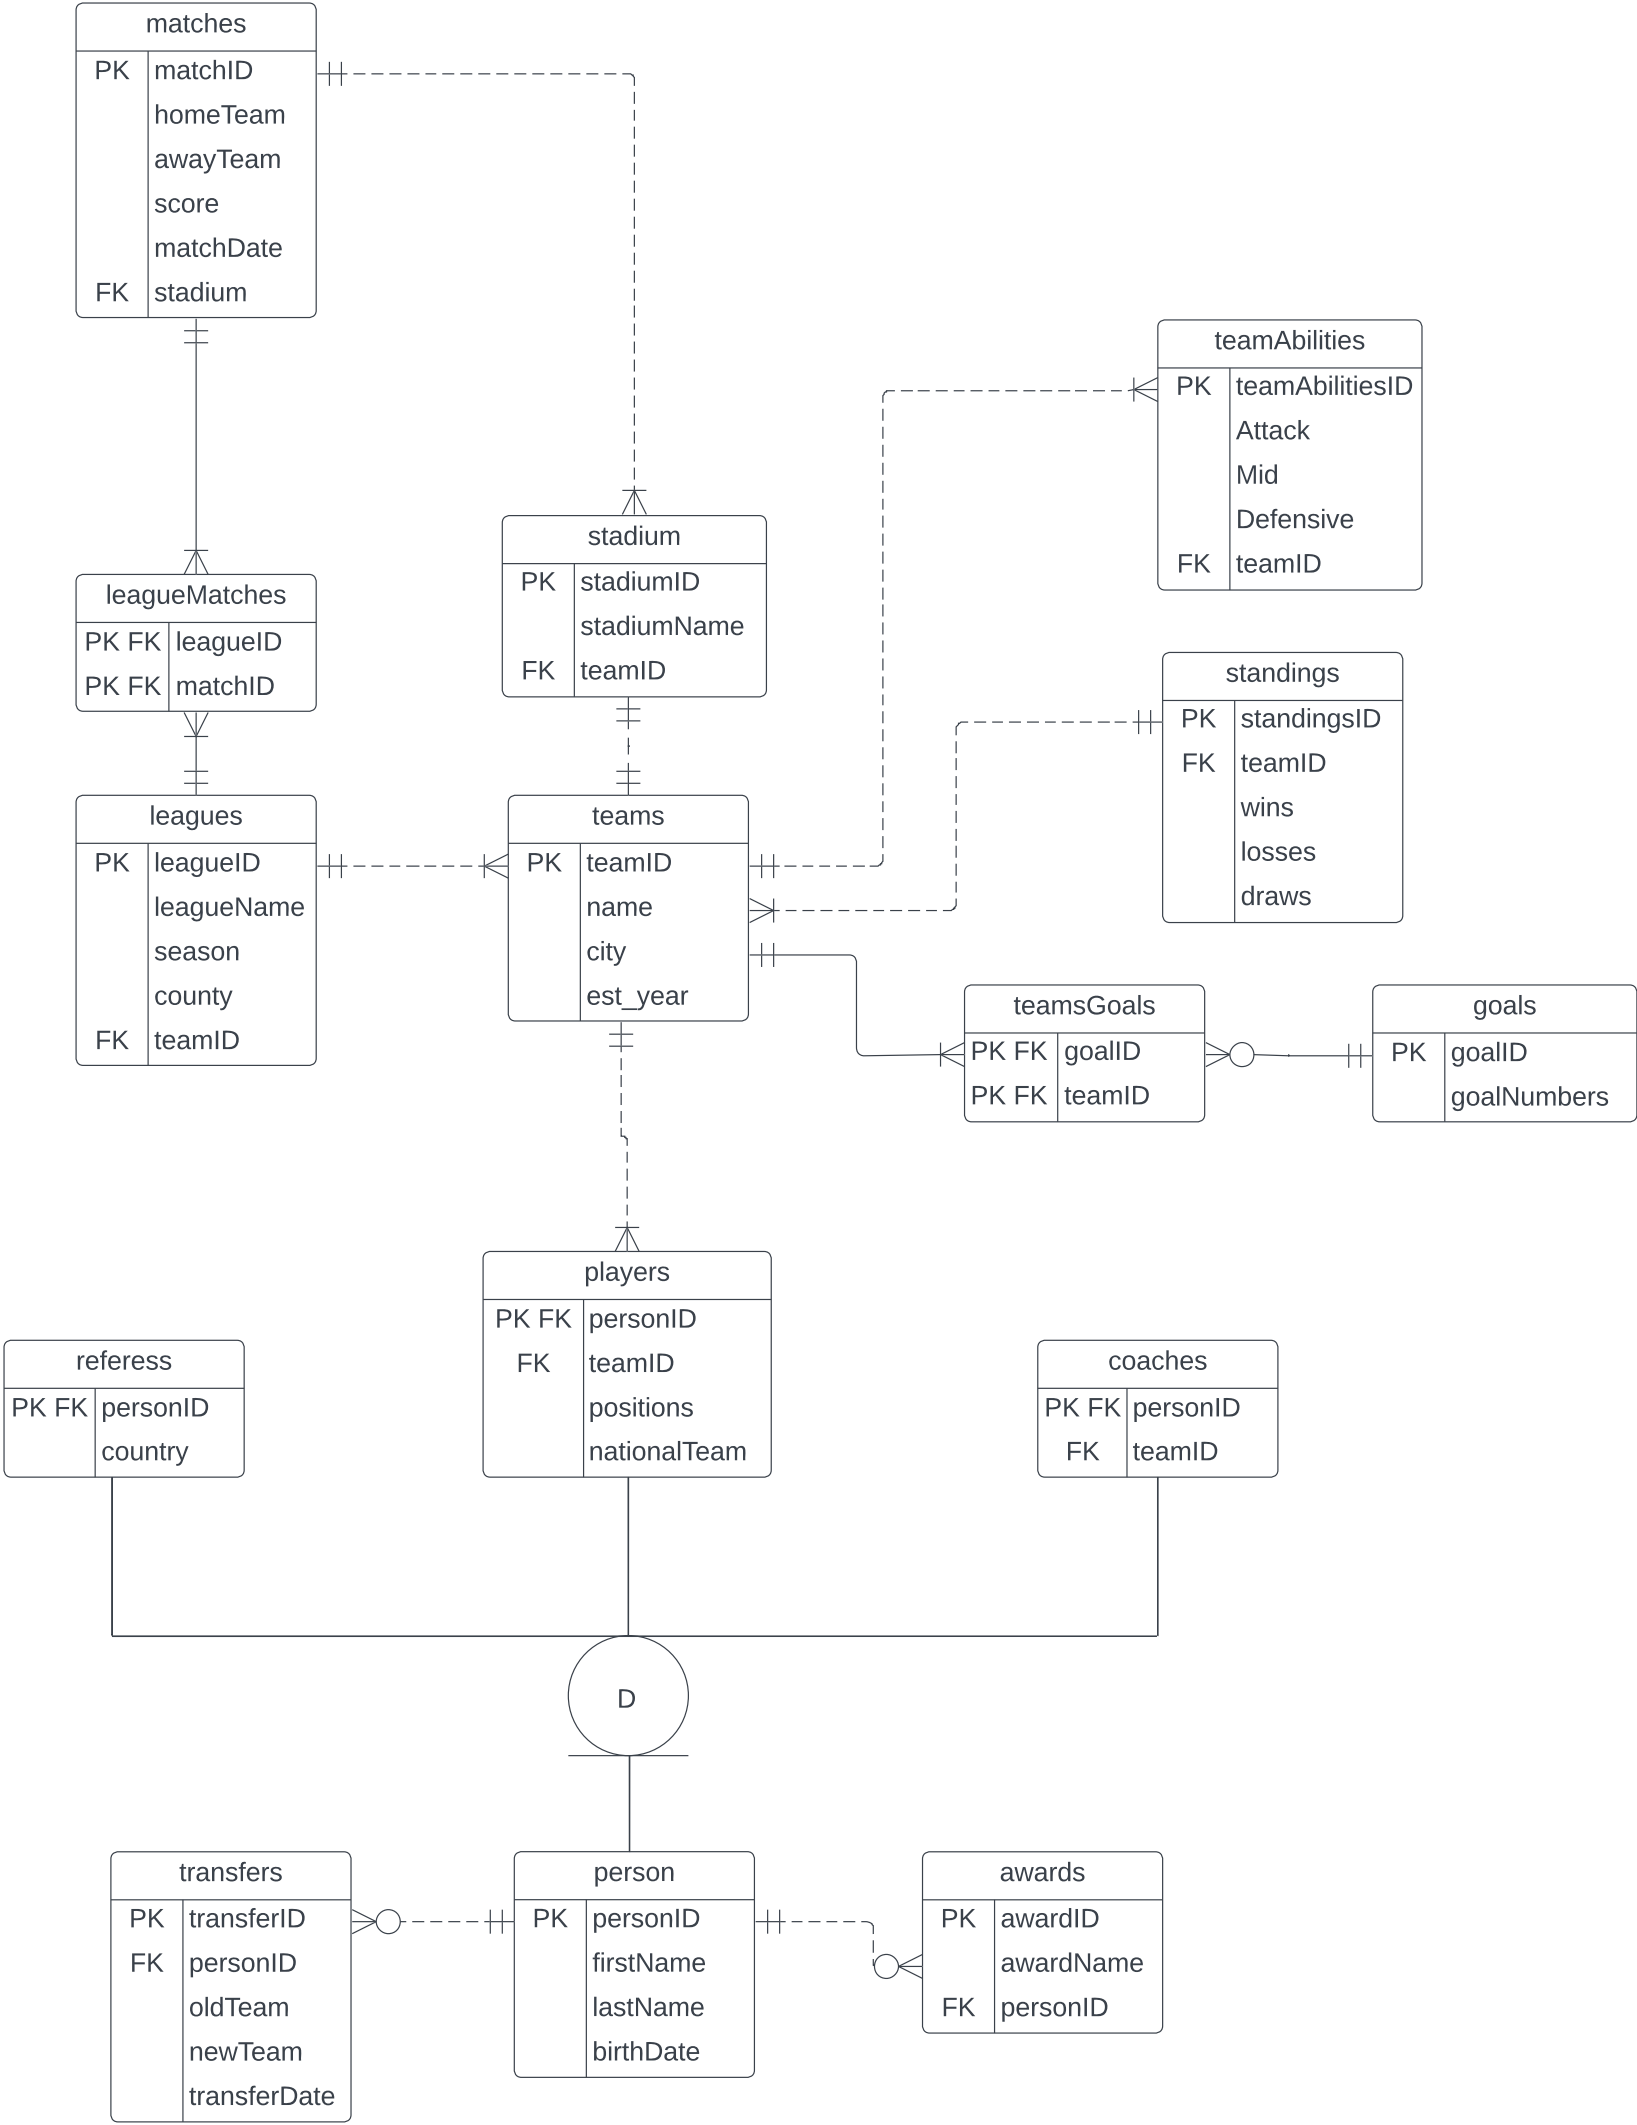 matches
PK matchID
homeTeam
awayTeam
score
matchDate
FK stadium
teamAbilities
PK teamAbilitiesID
Attack
Mid
Defensive
FK teamID
stadium
PK stadiumID
stadiumName
FK teamID
leagueMatches
PK FK leagueID
PK FK matchID
standings
PK standingsID
FK teamID
wins
losses
draws
leagues
PK leagueID
leagueName
season
county
FK teamID
teams
PK teamID
name
city
est_year
teamsGoals
PK FK goalID
PK FK teamID
goals
PK goalID
goalNumbers
players
PK FK personID
FK teamID
positions
nationalTeam
referess
PK FK personID
country
coaches
PK FK personID
FK teamID
D
transfers
PK transferID
FK personID
oldTeam
newTeam
transferDate
person
PK personID
firstName
lastName
birthDate
awards
PK awardID
awardName
FK personID